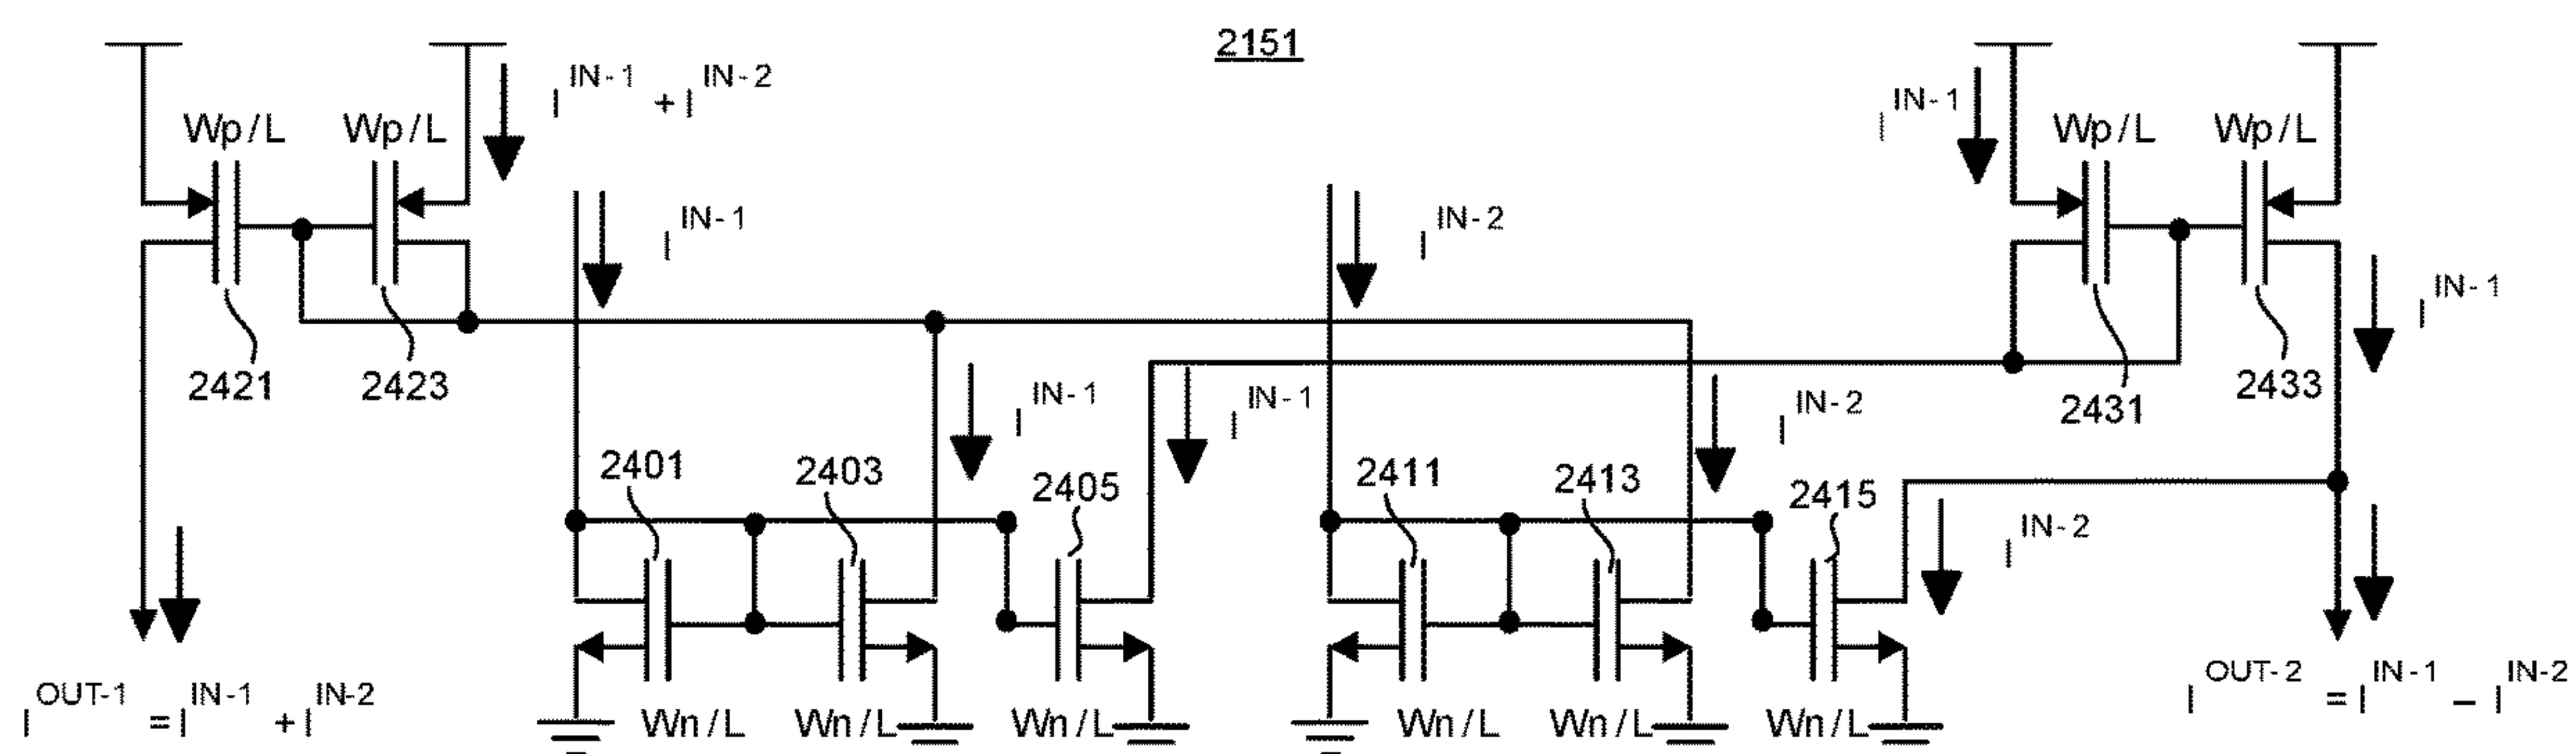 2151
I^IN-1 + I^IN-2
I^IN-1
Wp/L Wp/L Wp/L Wp/L
I^IN-1 I^IN-2
I^IN-1
2421 2423 2431 2433
I^IN-1 I^IN-1 I^IN-2
2401 2403 2405 2411 2413 2415
I^IN-2
I^OUT-1 = I^IN-1 + I^IN-2
I^OUT-2 = I^IN-1 – I^IN-2
Wn/L Wn/L Wn/L Wn/L Wn/L Wn/L